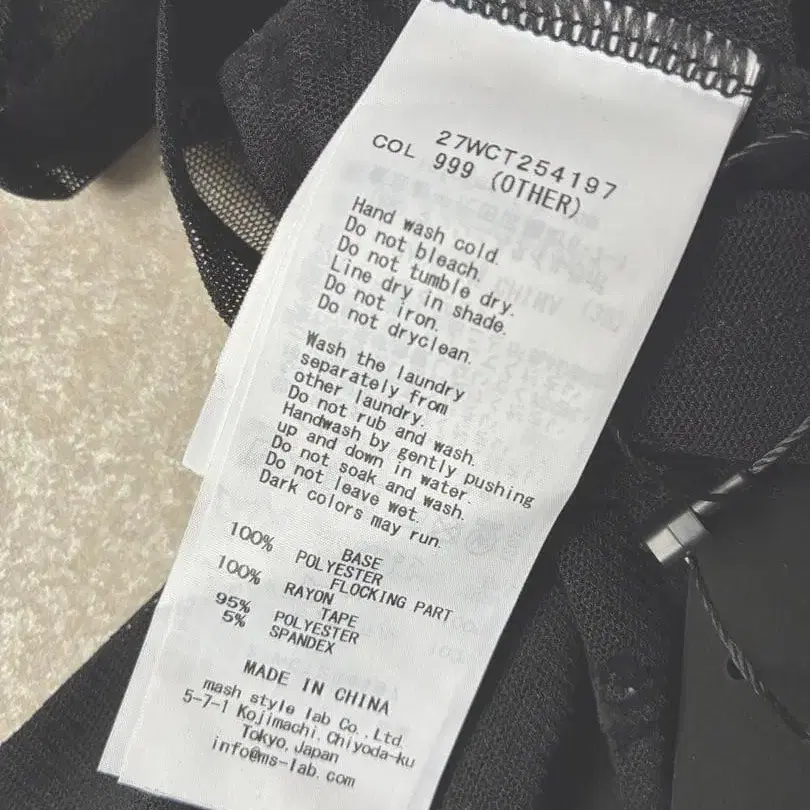 27WCT254197
COL 999 (OTHER)
Hand wash cold.
Do not bleach.
Do not tumble dry.
Line dry in shade.
Do not iron.
Do not dryclean.
Wash the laundry
separately from
other laundry.
Do not rub and wash.
Handwash by gently pushing
up and down in water.
Do not soak and wash.
Do not leave wet.
Dark colors may run.
BASE
100% POLYESTER
FLOCKING PART
100% RAYON
TAPE
95% POLYESTER
5% SPANDEX
MADE IN CHINA
mash style lab Co.,Ltd.
5-7-1 Kojimachi,Chiyoda-ku
Tokyo,Japan
info@ms-lab.com